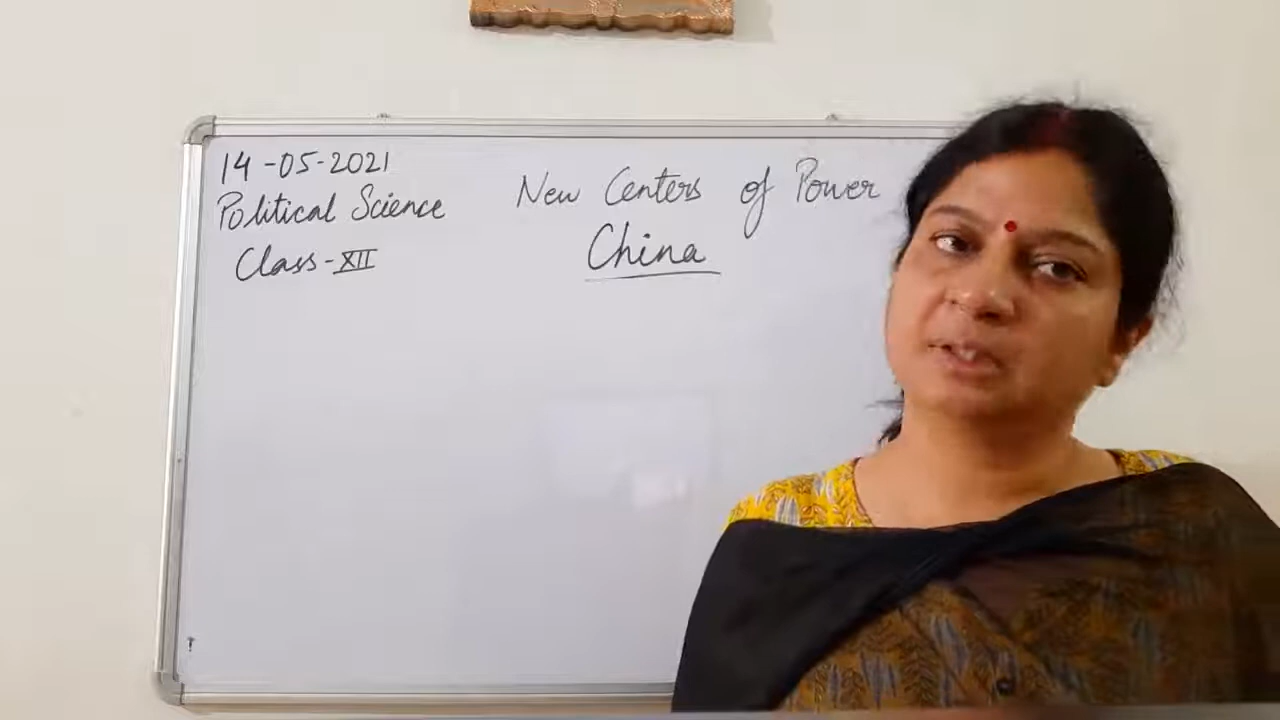 14-05-2021
Political Science
Class-XII
New Centers of Power
China